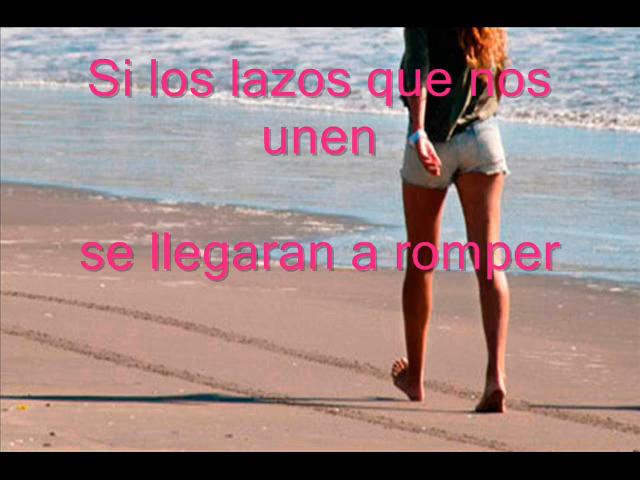 Si los lazos que nos
unen
se llegaran a romper